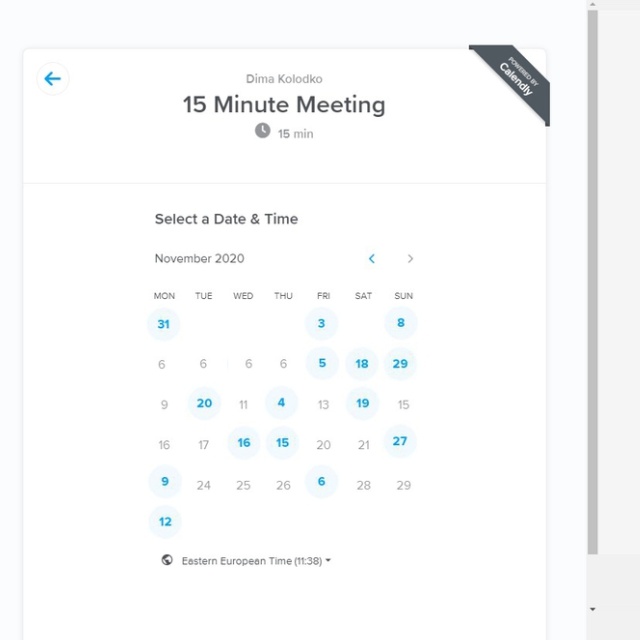 Dima Kolodko
15 Minute Meeting
15 min
POWERED BY
Calendly
Select a Date & Time
November 2020
MON TUE WED THU FRI SAT SUN
31 3 8
6 6 6 6 5 18 29
9 20 11 4 13 19 15
16 17 16 15 20 21 27
9 24 25 26 6 28 29
12
Eastern European Time (11:38)